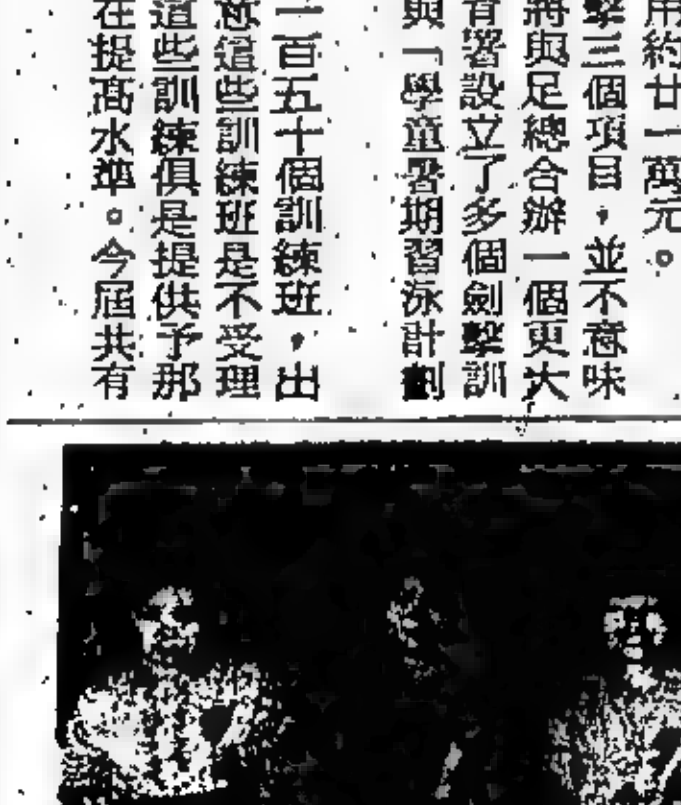 用約廿一萬元。
擊三個項目，並不意味
將與足總合辦一個更大
育署設立了多個劍擊訓
與「學童暑期習泳計劃
一百五十個訓練班，出
愈這些訓練班是不受理
這些訓練俱是提供予那
在提高水準。今屆共有